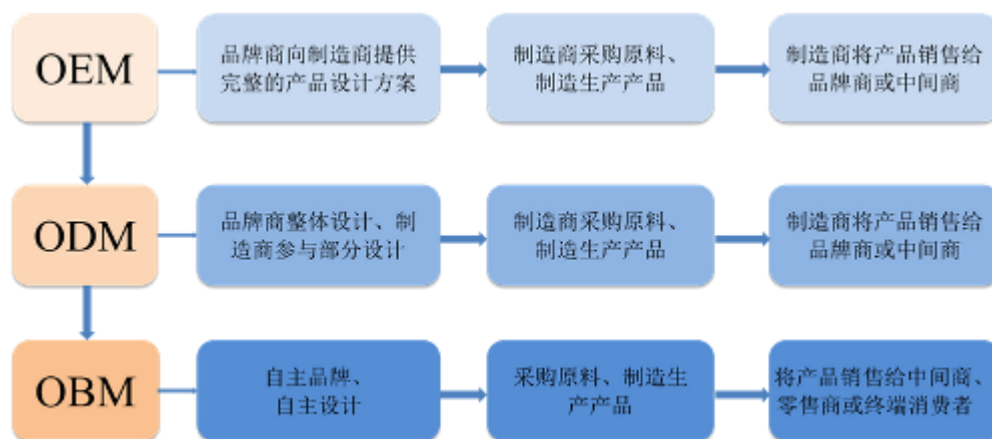 OEM
品牌商向制造商提供
完整的产品设计方案
制造商采购原料、
制造生产产品
制造商将产品销售给
品牌商或中间商
ODM
品牌商整体设计、制
造商参与部分设计
制造商采购原料、
制造生产产品
制造商将产品销售给
品牌商或中间商
OBM
自主品牌、
自主设计
采购原料、制造生
产产品
将产品销售给中间商、
零售商或终端消费者